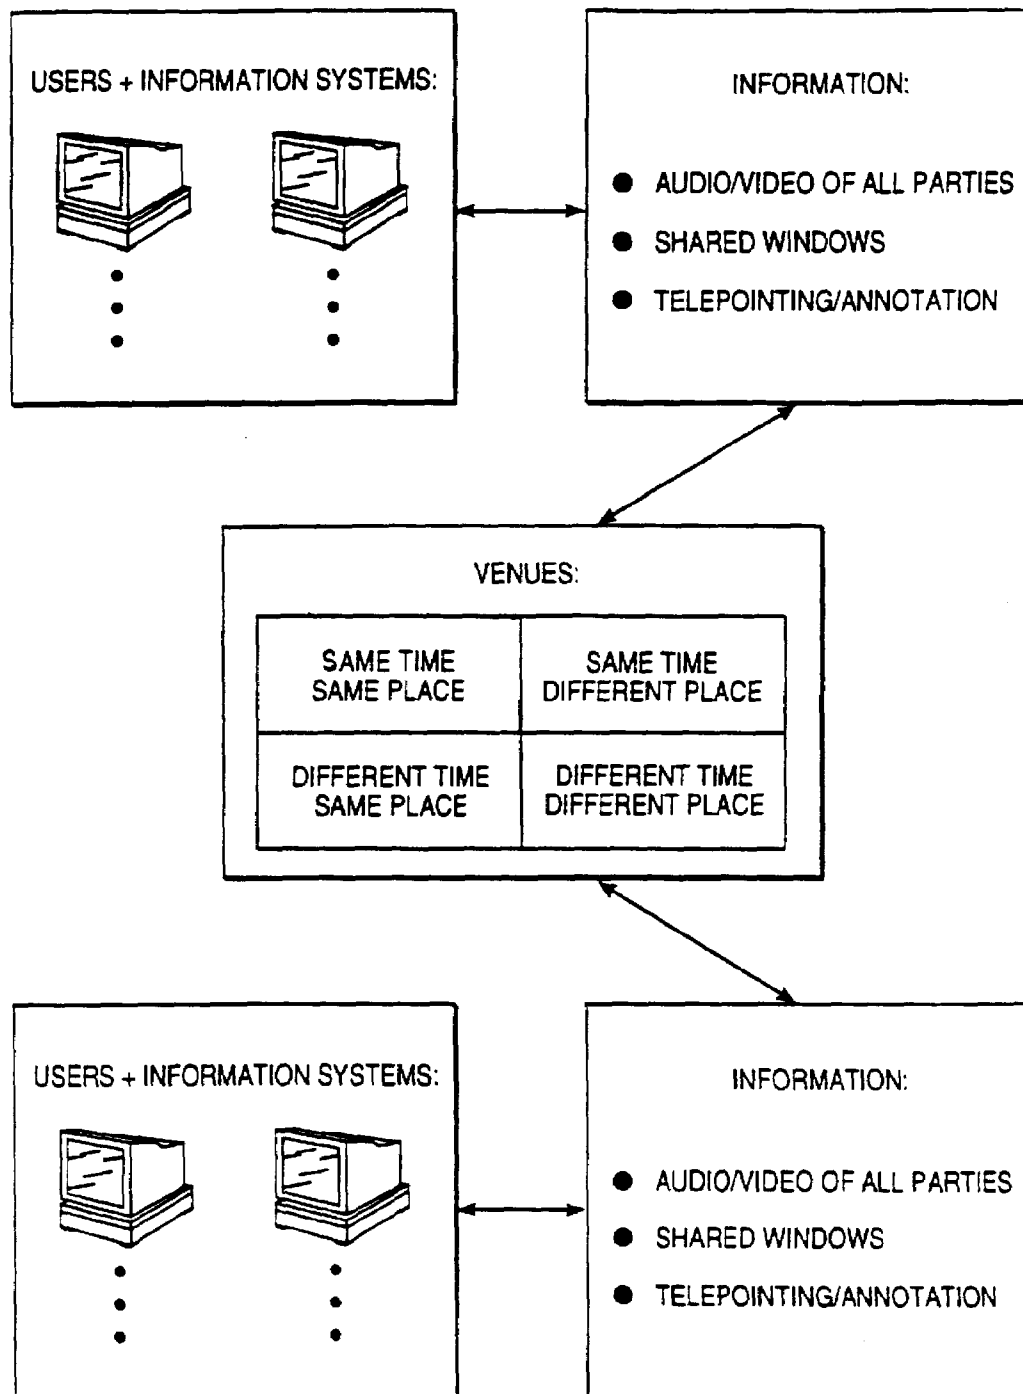 USERS + INFORMATION SYSTEMS:
INFORMATION:
● AUDIO/VIDEO OF ALL PARTIES
● SHARED WINDOWS
● TELEPOINTING/ANNOTATION
VENUES:
SAME TIME
SAME PLACE
SAME TIME
DIFFERENT PLACE
DIFFERENT TIME
SAME PLACE
DIFFERENT TIME
DIFFERENT PLACE
USERS + INFORMATION SYSTEMS:
INFORMATION:
● AUDIO/VIDEO OF ALL PARTIES
● SHARED WINDOWS
● TELEPOINTING/ANNOTATION